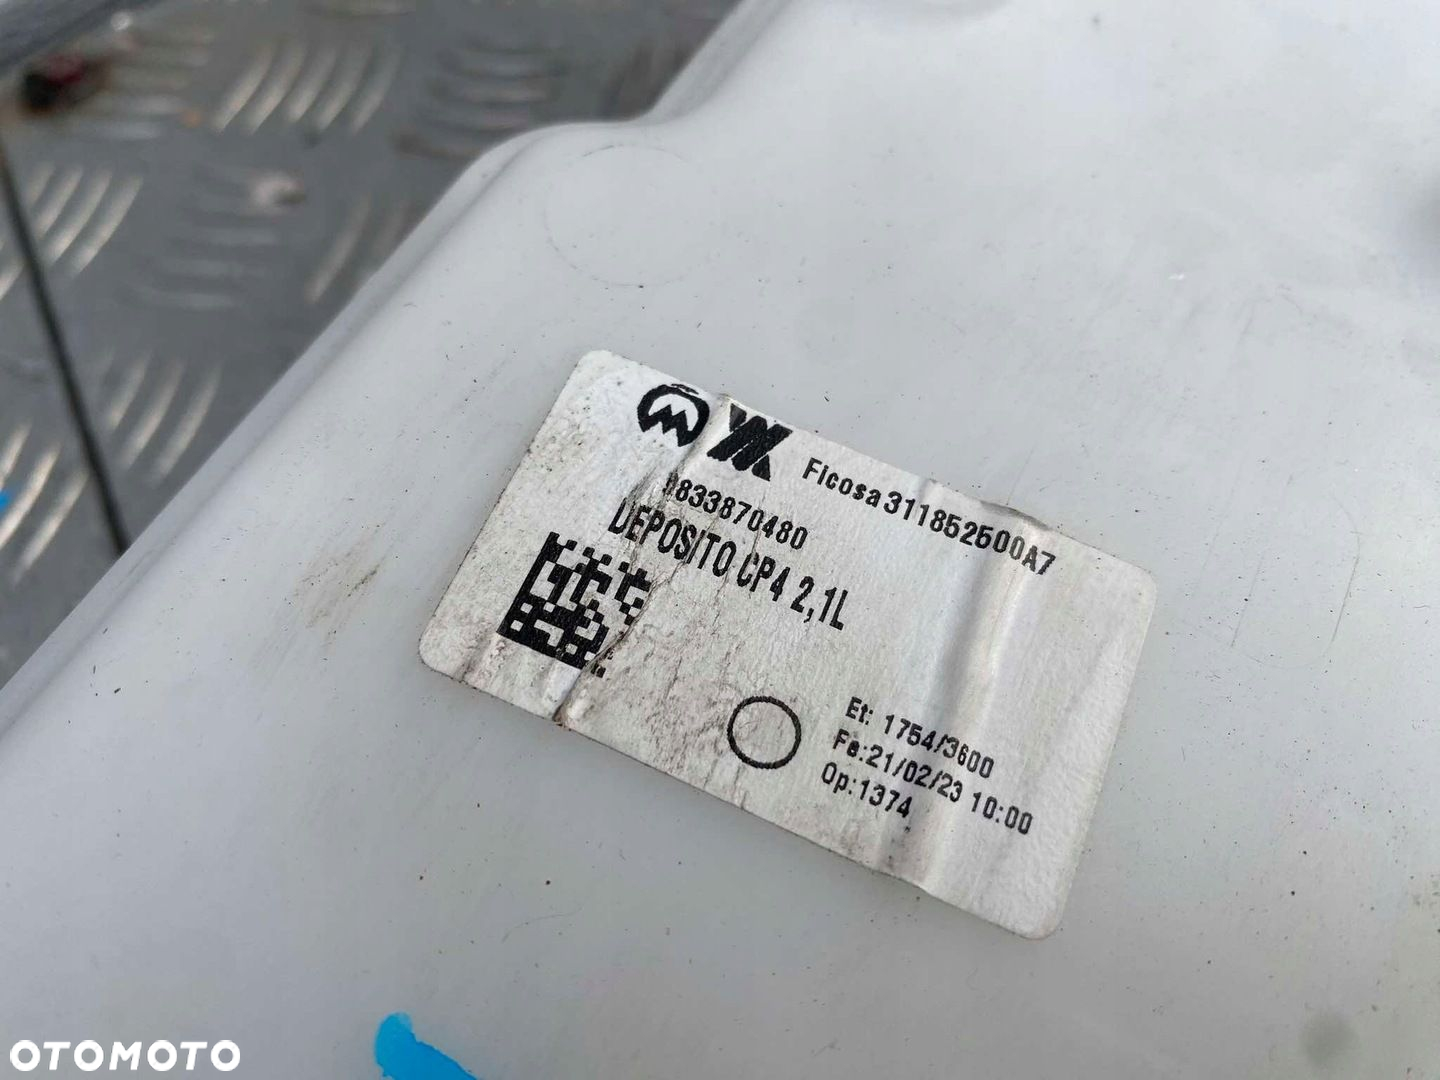 Ficosa 311852500A7
9833870480
DEPOSITO CP4 2,1L
Et: 1754/3600
Fe:21/02/23 10:00
Op:1374
OTOMOTO